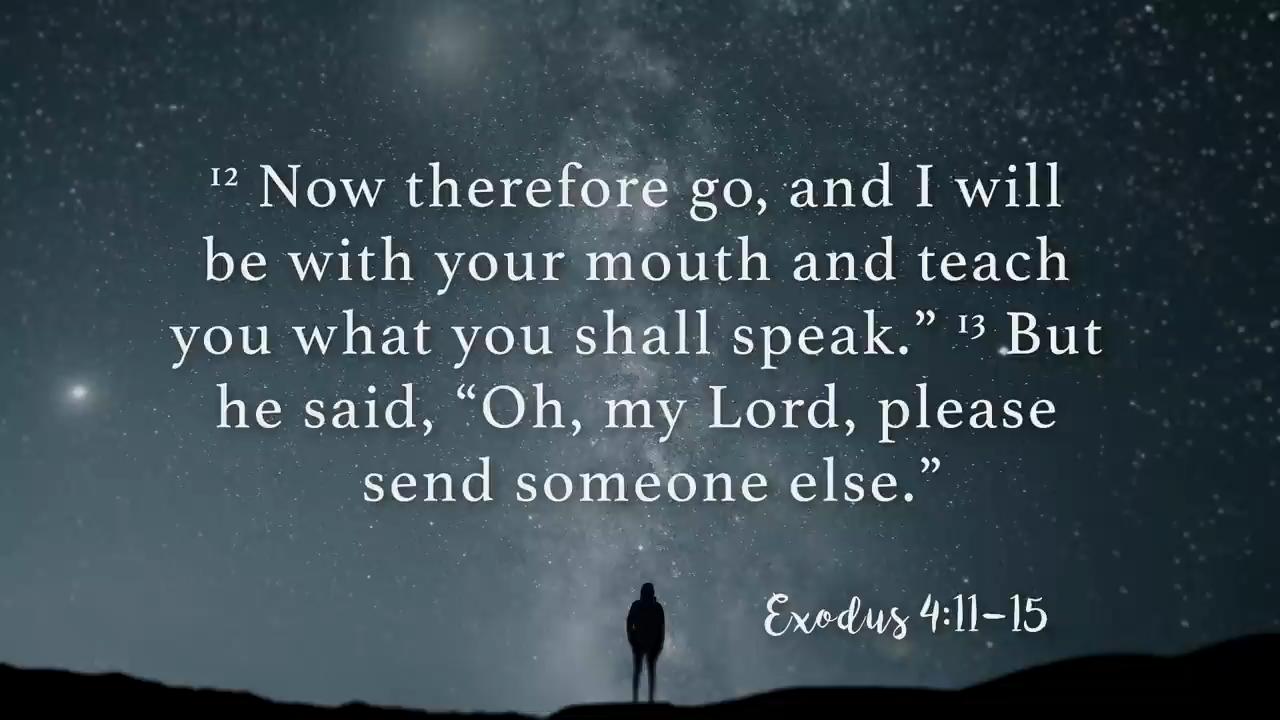 ¹² Now therefore go, and I will
be with your mouth and teach
you what you shall speak.” ¹³ But
he said, “Oh, my Lord, please
send someone else.”
Exodus 4:11–15